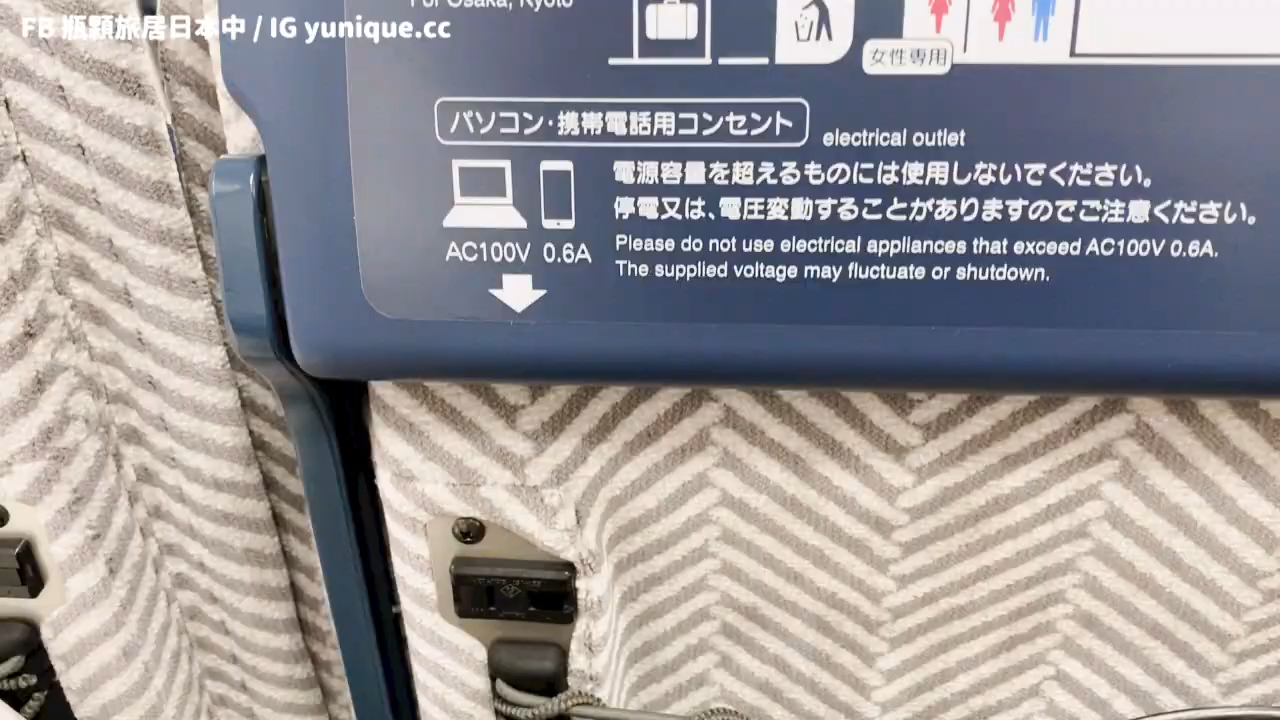 FB 瓶顆旅居日本中 / IG yunique.cc
For Osaka, Kyoto
女性専用
パソコン・携帯電話用コンセント
electrical outlet
電源容量を超えるものには使用しないでください。
停電又は、電圧変動することがありますのでご注意ください。
AC100V 0.6A
Please do not use electrical appliances that exceed AC100V 0.6A.
The supplied voltage may fluctuate or shutdown.